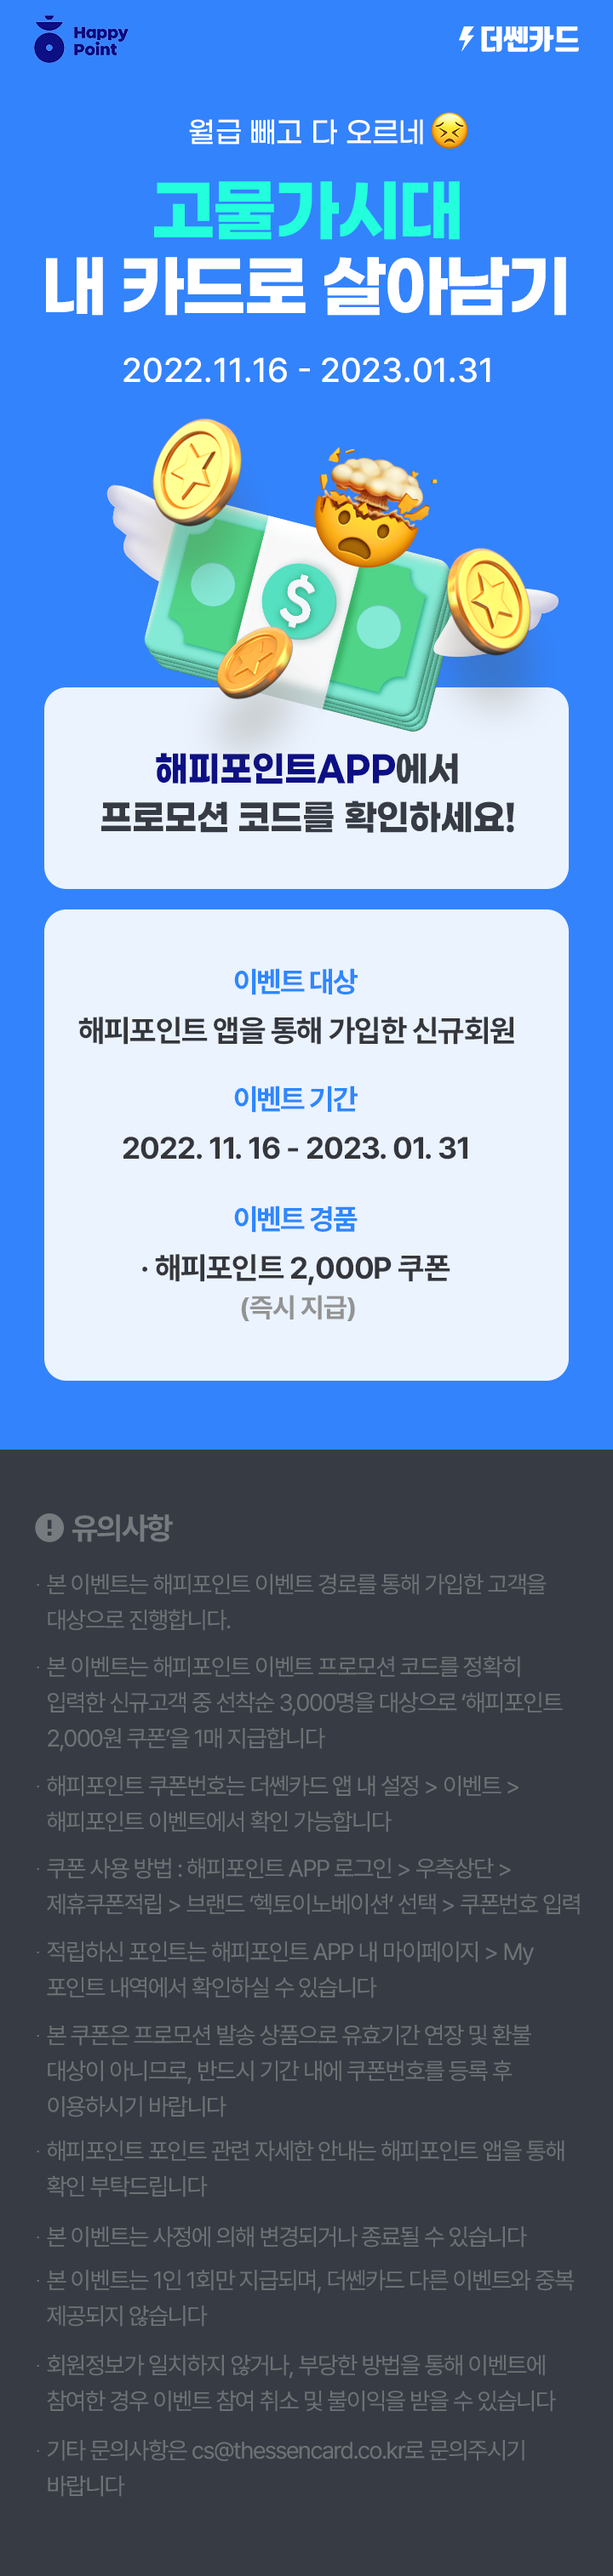 Happy
Point
더쎈카드
월급 빼고 다 오르네
고물가시대
내 카드로 살아남기
2022.11.16 - 2023.01.31
$
해피포인트APP에서
프로모션 코드를 확인하세요!
이벤트 대상
해피포인트 앱을 통해 가입한 신규회원
이벤트 기간
2022. 11. 16 - 2023. 01. 31
이벤트 경품
· 해피포인트 2,000P 쿠폰
(즉시 지급)
유의사항
· 본 이벤트는 해피포인트 이벤트 경로를 통해 가입한 고객을
대상으로 진행합니다.
· 본 이벤트는 해피포인트 이벤트 프로모션 코드를 정확히
입력한 신규고객 중 선착순 3,000명을 대상으로 ‘해피포인트
2,000원 쿠폰’을 1매 지급합니다
· 해피포인트 쿠폰번호는 더쎈카드 앱 내 설정 > 이벤트 >
해피포인트 이벤트에서 확인 가능합니다
· 쿠폰 사용 방법 : 해피포인트 APP 로그인 > 우측상단 >
제휴쿠폰적립 > 브랜드 ‘헥토이노베이션‘ 선택 > 쿠폰번호 입력
· 적립하신 포인트는 해피포인트 APP 내 마이페이지 > My
포인트 내역에서 확인하실 수 있습니다
· 본 쿠폰은 프로모션 발송 상품으로 유효기간 연장 및 환불
대상이 아니므로, 반드시 기간 내에 쿠폰번호를 등록 후
이용하시기 바랍니다
· 해피포인트 포인트 관련 자세한 안내는 해피포인트 앱을 통해
확인 부탁드립니다
· 본 이벤트는 사정에 의해 변경되거나 종료될 수 있습니다
· 본 이벤트는 1인 1회만 지급되며, 더쎈카드 다른 이벤트와 중복
제공되지 않습니다
· 회원정보가 일치하지 않거나, 부당한 방법을 통해 이벤트에
참여한 경우 이벤트 참여 취소 및 불이익을 받을 수 있습니다
· 기타 문의사항은 cs@thessencard.co.kr로 문의주시기
바랍니다